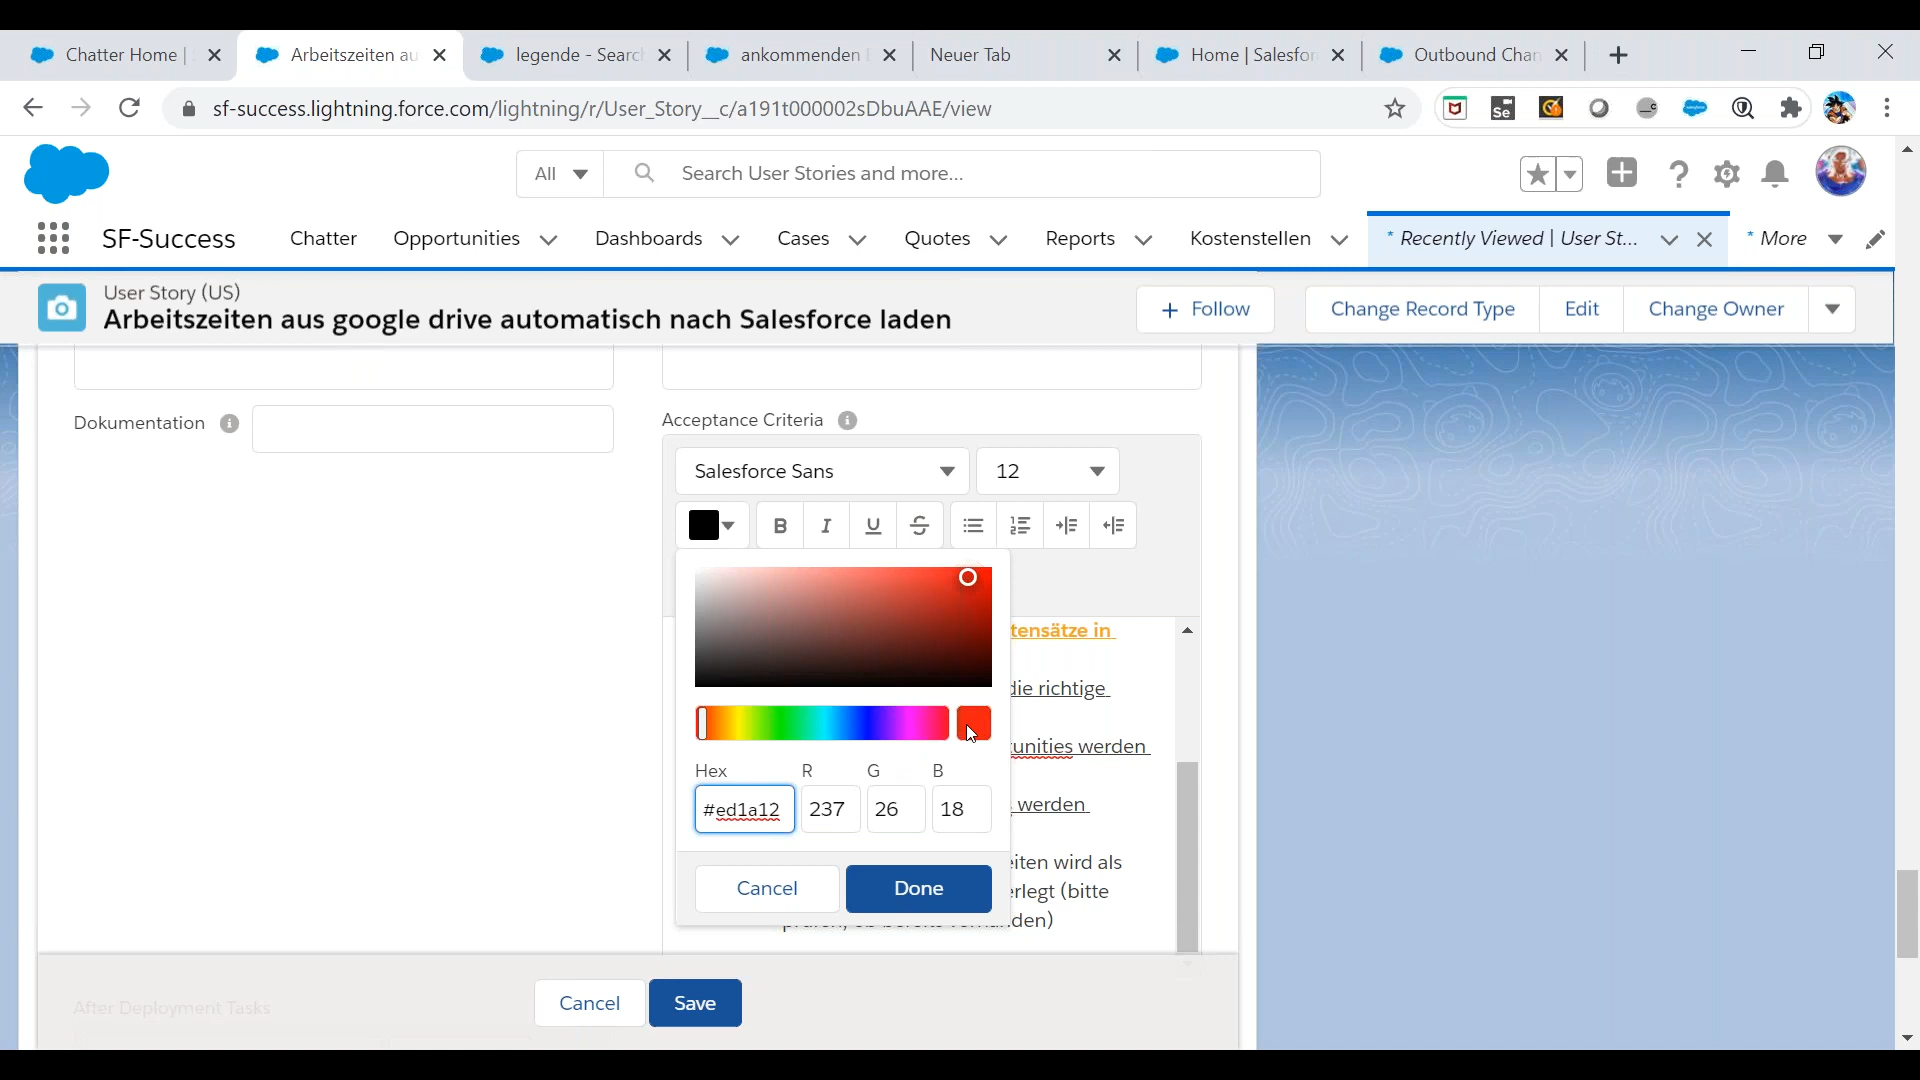 Chatter Home |
Arbeitszeiten au
legende - Searc
ankommenden
Neuer Tab
Home | Salesfor
Outbound Chan
sf-success.lightning.force.com/lightning/r/User_Story__c/a191t000002sDbuAAE/view
All
Search User Stories and more...
SF-Success
Chatter
Opportunities
Dashboards
Cases
Quotes
Reports
Kostenstellen
* Recently Viewed | User St...
* More
User Story (US)
Arbeitszeiten aus google drive automatisch nach Salesforce laden
Follow
Change Record Type
Edit
Change Owner
Dokumentation
Acceptance Criteria
Salesforce Sans
12
B I U S
tensätze in
die richtige
unities werden
werden
eiten wird als
erlegt (bitte
den)
Hex R G B
#ed1a12 237 26 18
Cancel
Done
Cancel
Save
After Deployment Tasks